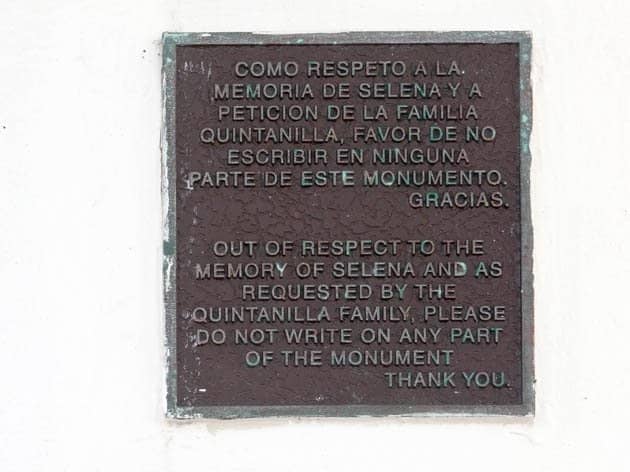 COMO RESPETO A LA
MEMORIA DE SELENA Y A
PETICION DE LA FAMILIA
QUINTANILLA, FAVOR DE NO
ESCRIBIR EN NINGUNA
PARTE DE ESTE MONUMENTO.
GRACIAS.
OUT OF RESPECT TO THE
MEMORY OF SELENA AND AS
REQUESTED BY THE
QUINTANILLA FAMILY, PLEASE
DO NOT WRITE ON ANY PART
OF THE MONUMENT
THANK YOU.